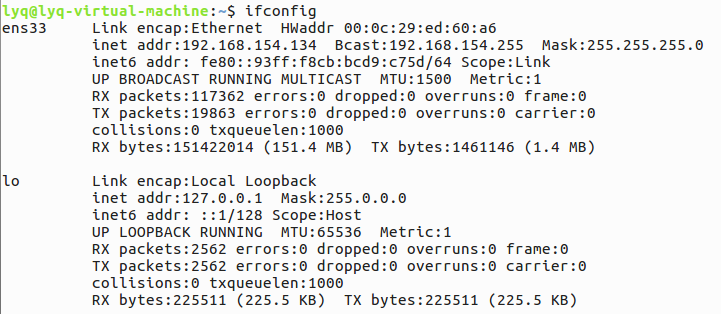 lyq@lyq-virtual-machine:~$ ifconfig
ens33     Link encap:Ethernet  HWaddr 00:0c:29:ed:60:a6
          inet addr:192.168.154.134  Bcast:192.168.154.255  Mask:255.255.255.0
          inet6 addr: fe80::93ff:f8cb:bcd9:c75d/64 Scope:Link
          UP BROADCAST RUNNING MULTICAST  MTU:1500  Metric:1
          RX packets:117362 errors:0 dropped:0 overruns:0 frame:0
          TX packets:19863 errors:0 dropped:0 overruns:0 carrier:0
          collisions:0 txqueuelen:1000
          RX bytes:151422014 (151.4 MB)  TX bytes:1461146 (1.4 MB)

lo        Link encap:Local Loopback
          inet addr:127.0.0.1  Mask:255.0.0.0
          inet6 addr: ::1/128 Scope:Host
          UP LOOPBACK RUNNING  MTU:65536  Metric:1
          RX packets:2562 errors:0 dropped:0 overruns:0 frame:0
          TX packets:2562 errors:0 dropped:0 overruns:0 carrier:0
          collisions:0 txqueuelen:1000
          RX bytes:225511 (225.5 KB)  TX bytes:225511 (225.5 KB)